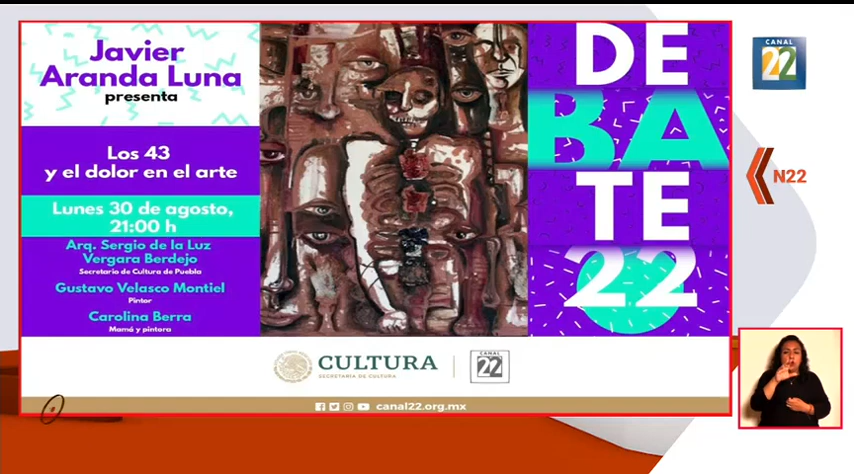 Javier
Aranda Luna
presenta
Los 43
y el dolor en el arte
Lunes 30 de agosto,
21:00 h
Arq. Sergio de la Luz
Vergara Berdejo
Secretario de Cultura de Puebla
Gustavo Velasco Montiel
Pintor
Carolina Berra
Mamá y pintora
DE
BA
TE
22
CULTURA
SECRETARÍA DE CULTURA
CANAL
22
canal22.org.mx
CANAL
22
N22